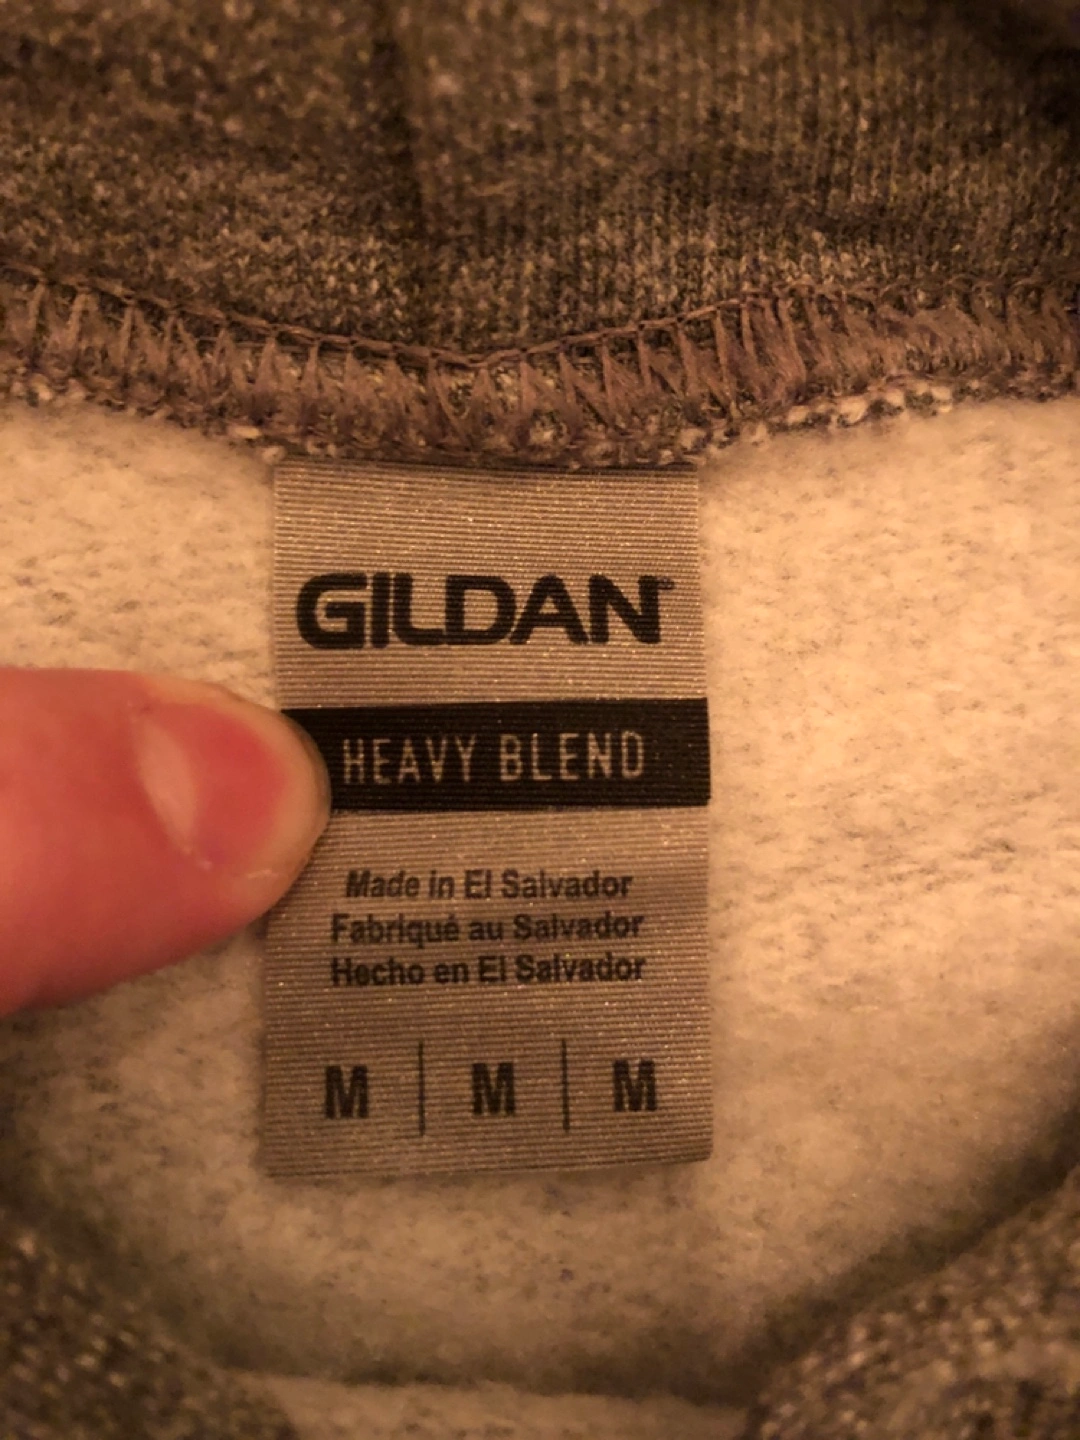 GILDAN®
HEAVY BLEND
Made in El Salvador
Fabriqué au Salvador
Hecho en El Salvador
M | M | M